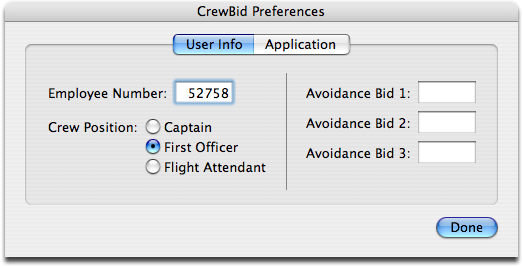 CrewBid Preferences
User Info Application
Employee Number: 52758
Crew Position: Captain
First Officer
Flight Attendant
Avoidance Bid 1:
Avoidance Bid 2:
Avoidance Bid 3:
Done